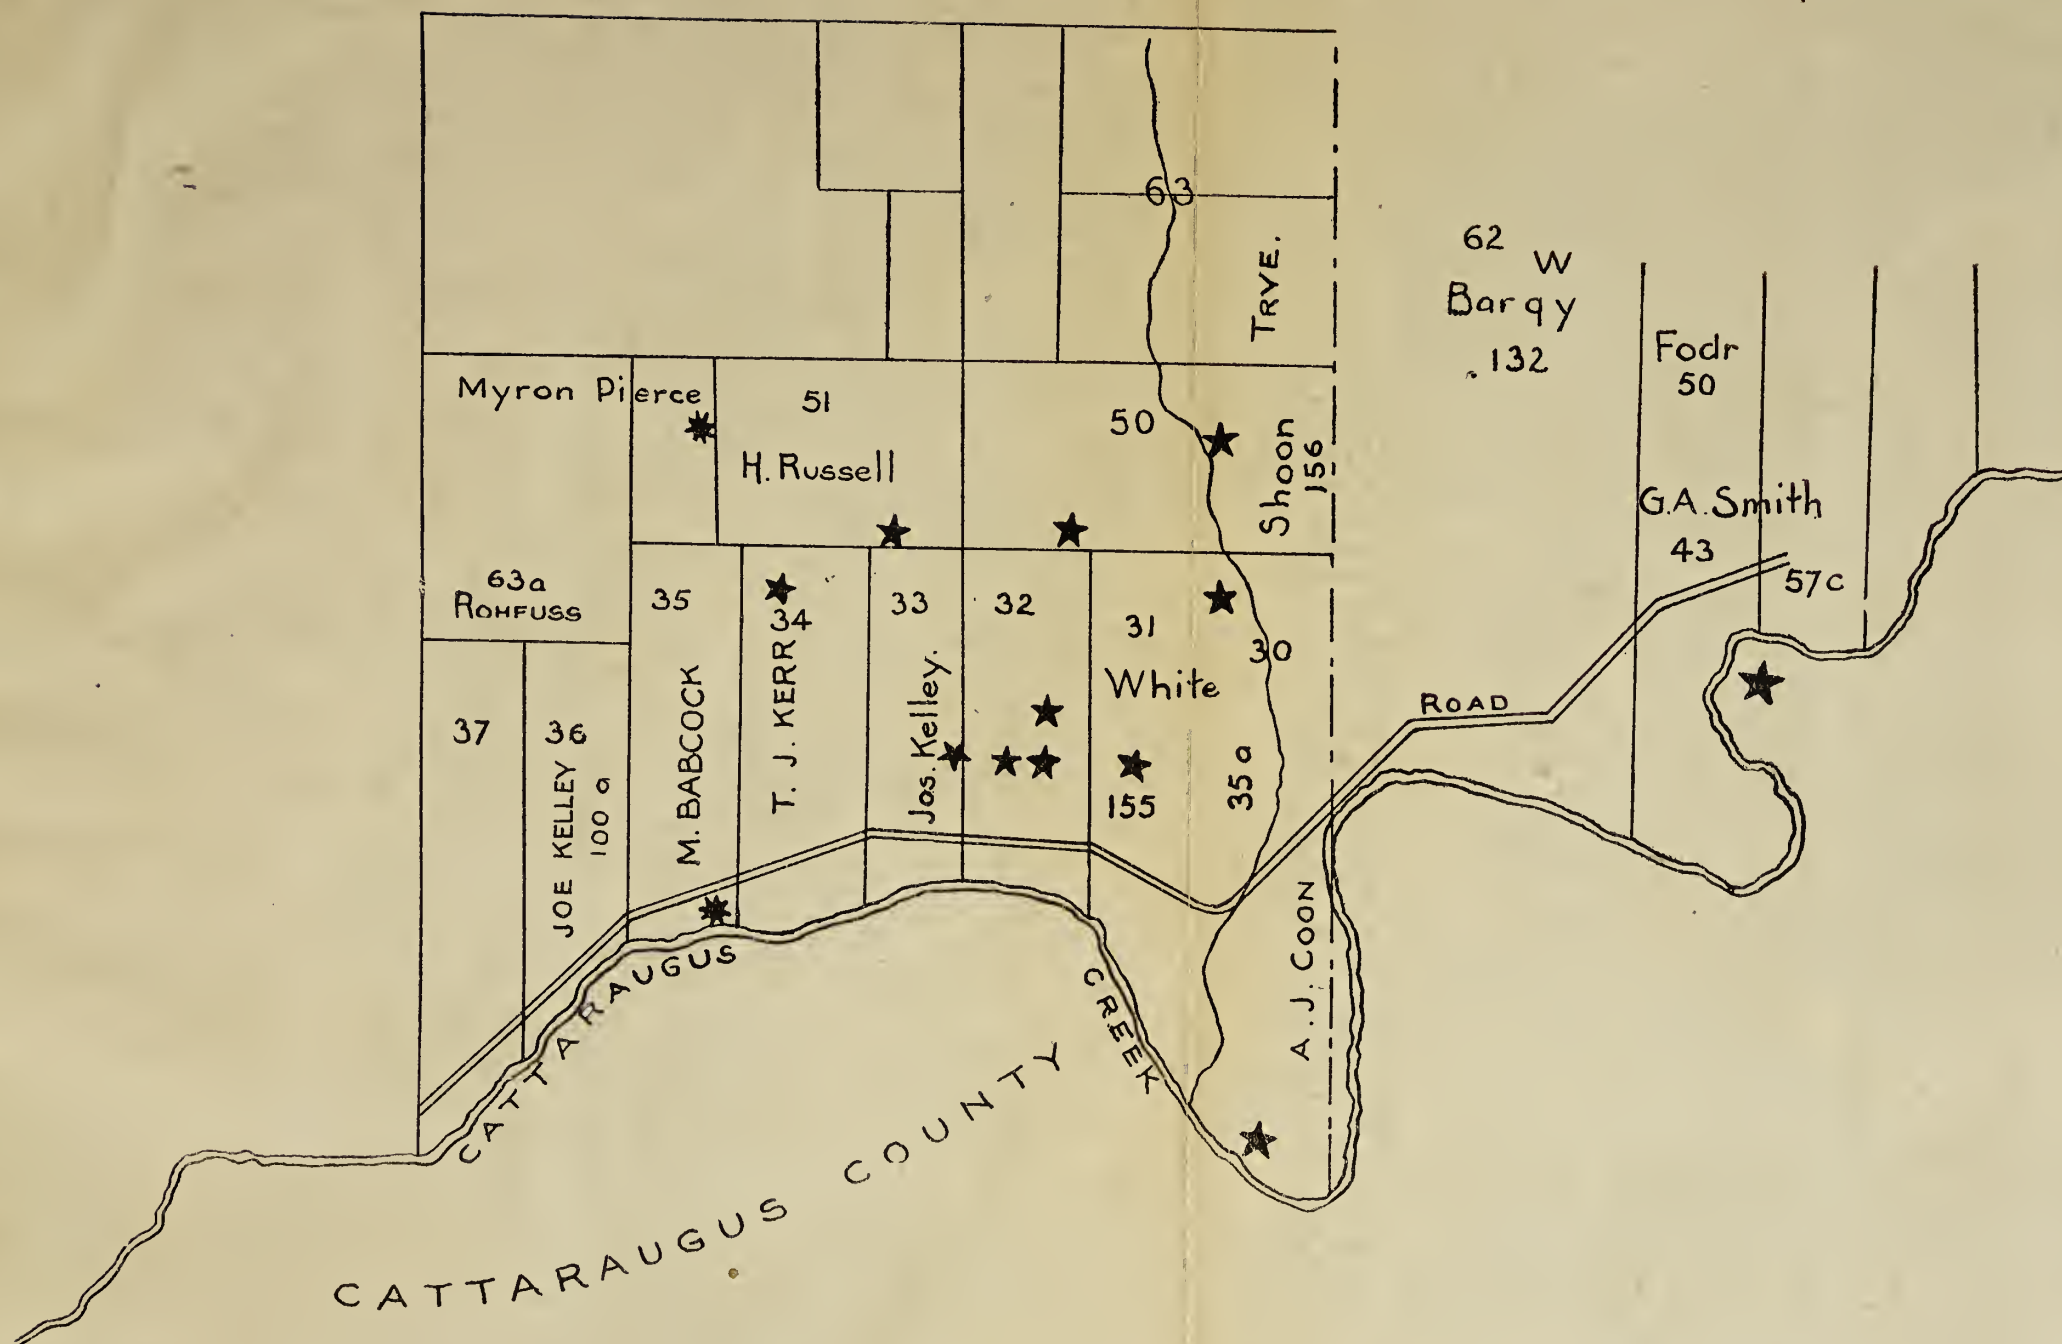 63
TRVE.
62
W
Barqy
132
Fodr
50
Myron Pierce
51
H. Russell
50
Shoon
156
G.A. Smith
43
57c
63a
ROHFUSS
35
34
33
32
31
30
White
37
36
JOE KELLEY
100 a
M. BABCOCK
T. J. KERR
Jos. Kelley.
155
35a
ROAD
A. J. COON
CATTARAUGUS CREEK
CATTARAUGUS COUNTY